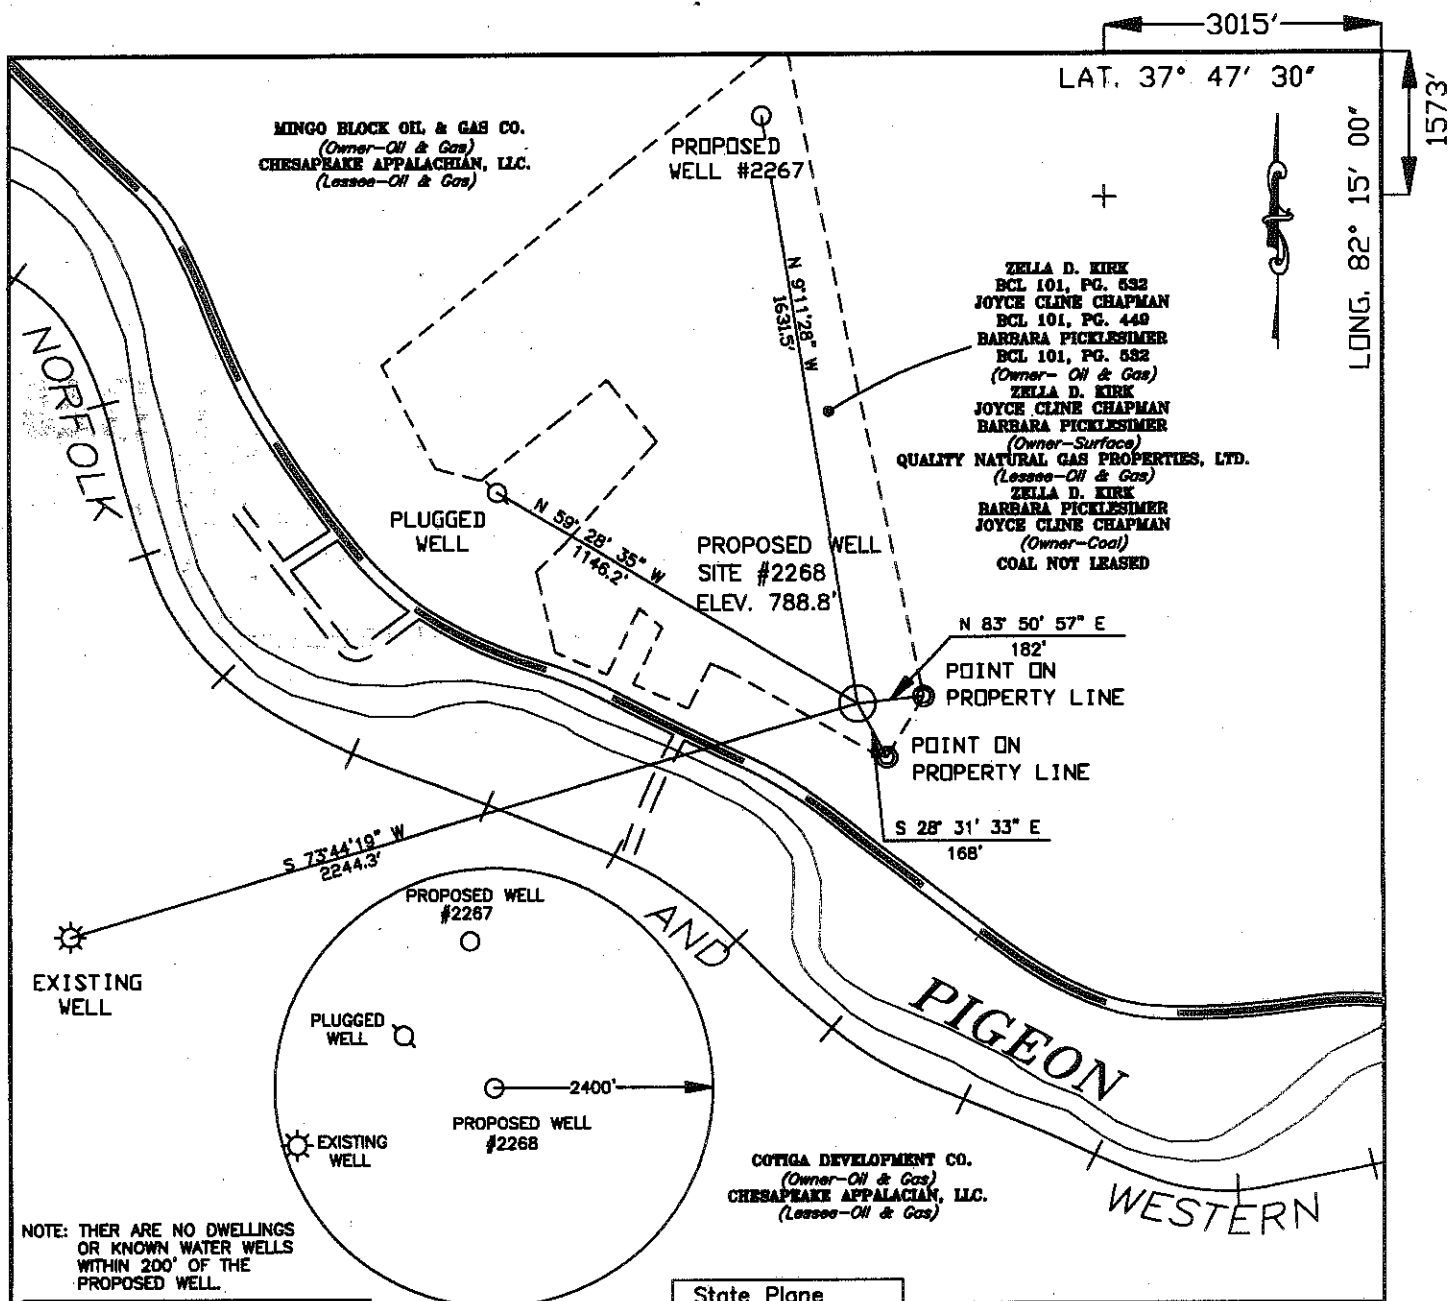 3015'
LAT. 37° 47' 30"
1573'
LONG. 82° 15' 00"
MINGO BLOCK OIL & GAS CO.
(Owner-Oil & Gas)
CHESAPEAKE APPALACHIAN, LLC.
(Lessee-Oil & Gas)
PROPOSED
WELL #2267
N 9°11'28" W
1631.5'
ZELLA D. KIRK
BCL 101, PG. 532
JOYCE CLINE CHAPMAN
BCL 101, PG. 449
BARBARA PICKLESIMER
BCL 101, PG. 532
(Owner- Oil & Gas)
ZELLA D. KIRK
JOYCE CLINE CHAPMAN
BARBARA PICKLESIMER
(Owner-Surface)
QUALITY NATURAL GAS PROPERTIES, LTD.
(Lessee-Oil & Gas)
ZELLA D. KIRK
BARBARA PICKLESIMER
JOYCE CLINE CHAPMAN
(Owner-Coal)
COAL NOT LEASED
NORFOLK
PLUGGED
WELL
N 59° 28' 35" W
1146.2'
PROPOSED WELL
SITE #2268
ELEV. 788.8'
N 83° 50' 57" E
182'
POINT ON
PROPERTY LINE
POINT ON
PROPERTY LINE
S 28° 31' 33" E
168'
S 73°44'19" W
2244.3'
EXISTING
WELL
PROPOSED WELL
#2267
AND
PLUGGED
WELL
2400'
PROPOSED WELL
#2268
EXISTING
WELL
PIGEON
COTIGA DEVELOPMENT CO.
(Owner-Oil & Gas)
CHESAPEAKE APPALACIAN, LLC.
(Lessee-Oil & Gas)
WESTERN
NOTE: THER ARE NO DWELLINGS
OR KNOWN WATER WELLS
WITHIN 200' OF THE
PROPOSED WELL.
State Plane